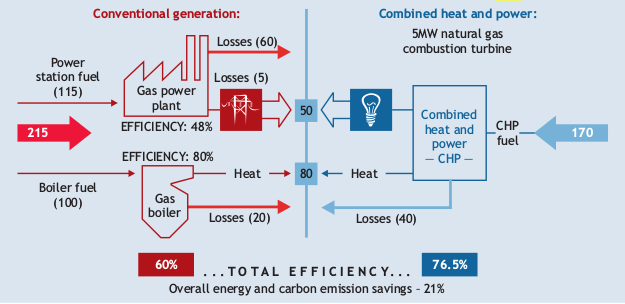 Conventional generation:
Combined heat and power:
Losses (60)
5MW natural gas
combustion turbine
Power
station fuel
(115)
Gas power
plant
Losses (5)
215
EFFICIENCY: 48%
50
Combined
heat and
power
— CHP —
CHP
fuel
170
EFFICIENCY: 80%
Boiler fuel
(100)
Gas
boiler
Heat
80
Heat
Losses (20)
Losses (40)
60%
...TOTAL EFFICIENCY...
76.5%
Overall energy and carbon emission savings - 21%